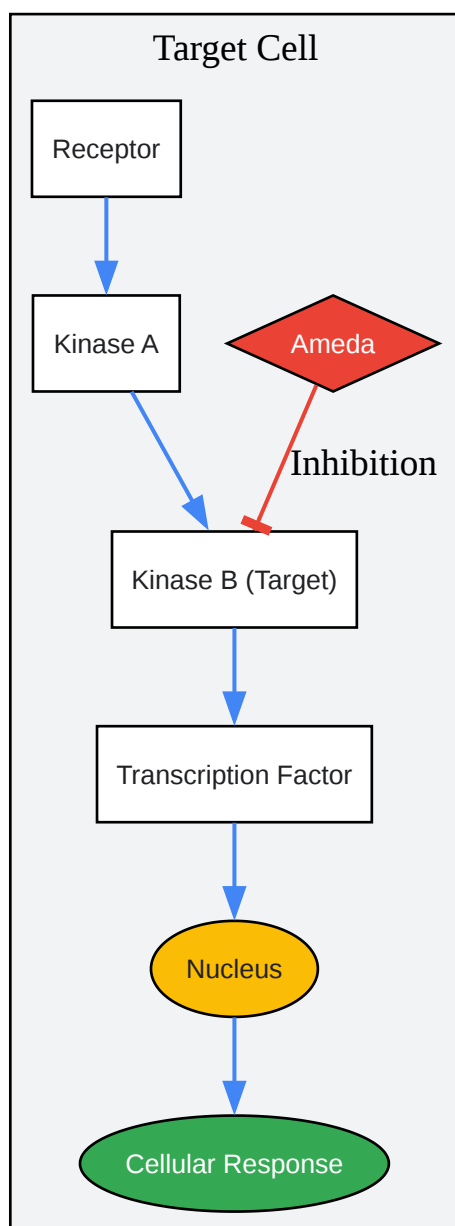 Target Cell
Receptor
Kinase A
Ameda
Inhibition
Kinase B (Target)
Transcription Factor
Nucleus
Cellular Response